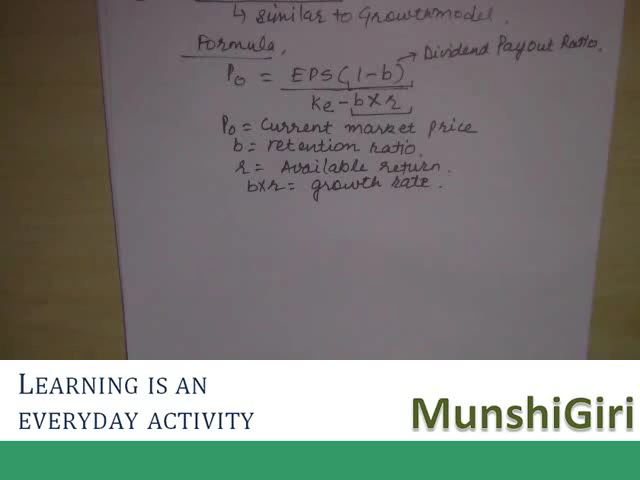 ↳ similar to Growth model.
Formula,
→ Dividend Payout Ratio.
P₀ = EPS(1-b)
Ke - b×r
P₀ = Current market price
b = retention ratio.
r = Available return.
b×r = growth rate.
LEARNING IS AN
EVERYDAY ACTIVITY
MunshiGiri